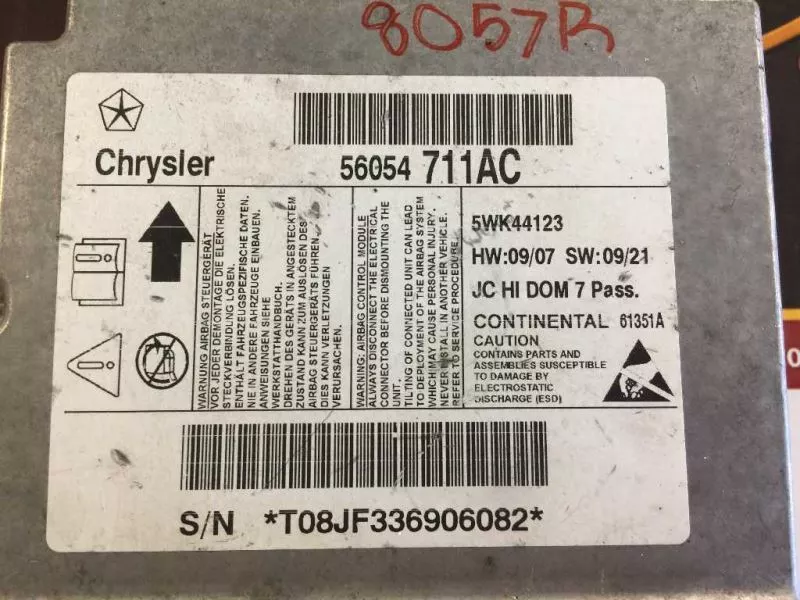 8057R
Chrysler
56054 711AC
WARNUNG AIRBAG STEUERGERÄT
VOR JEDER DEMONTAGE DIE ELEKTRISCHE
STECKVERBINDUNG LÖSEN.
ENTHÄLT FAHRZEUGSPEZIFISCHE DATEN.
NIE IN ANDERE FAHRZEUGE EINBAUEN.
ANWEISUNGEN SIEHE
WERKSTATTHANDBUCH.
DREHEN DES GERÄTS IN ANGESTECKTEM
ZUSTAND KANN ZUM AUSLÖSEN DES
AIRBAG STEUERGERÄTS FÜHREN.
DIES KANN VERLETZUNGEN
VERURSACHEN.
WARNING: AIRBAG CONTROL MODULE
ALWAYS DISCONNECT THE ELECTRICAL
CONNECTOR BEFORE DISMOUNTING THE
UNIT.
TILTING OF CONNECTED UNIT CAN LEAD
TO DEPLOYMENT OF THE AIRBAG SYSTEM
WHICH MAY CAUSE PERSONAL INJURY.
NEVER INSTALL IN ANOTHER VEHICLE.
REFER TO SERVICE PROCEDURE.
5WK44123
HW:09/07 SW:09/21
JC HI DOM 7 Pass.
CONTINENTAL 61351A
CAUTION
CONTAINS PARTS AND
ASSEMBLIES SUSCEPTIBLE
TO DAMAGE BY
ELECTROSTATIC
DISCHARGE (ESD)
S/N *T08JF336906082*